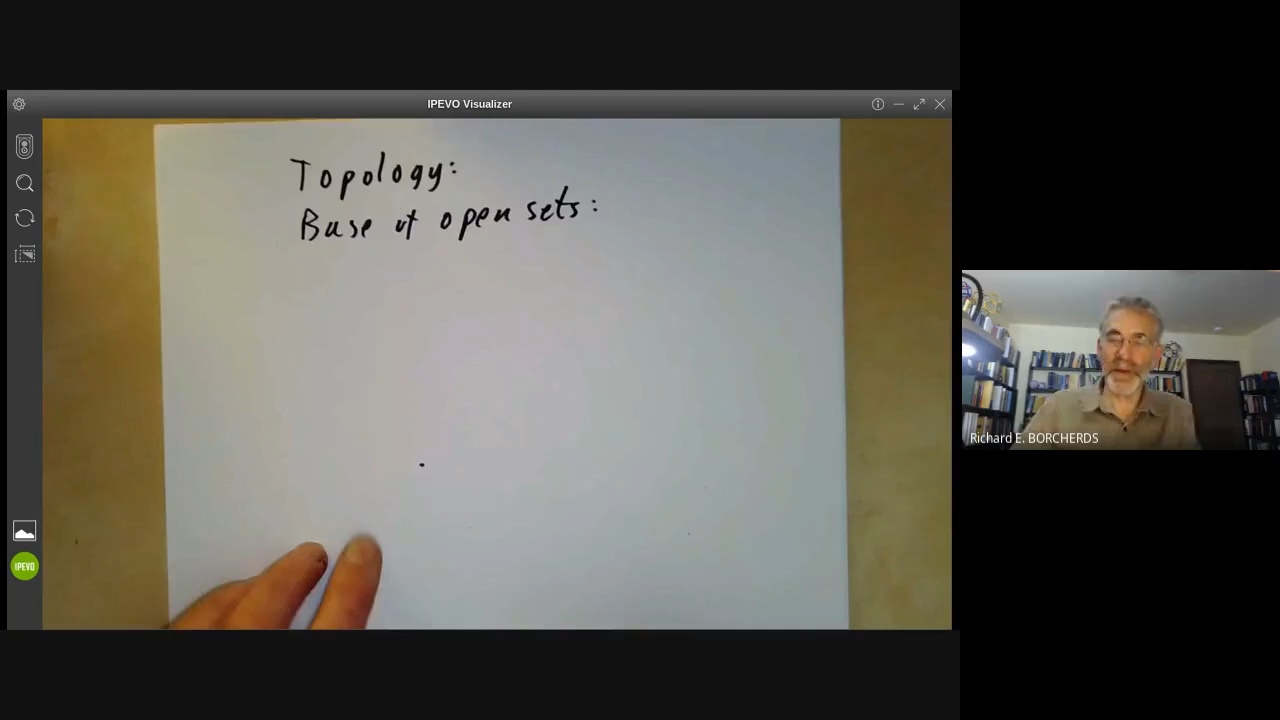 IPEVO Visualizer
Topology:
Base of open sets:
IPEVO
Richard E. BORCHERDS